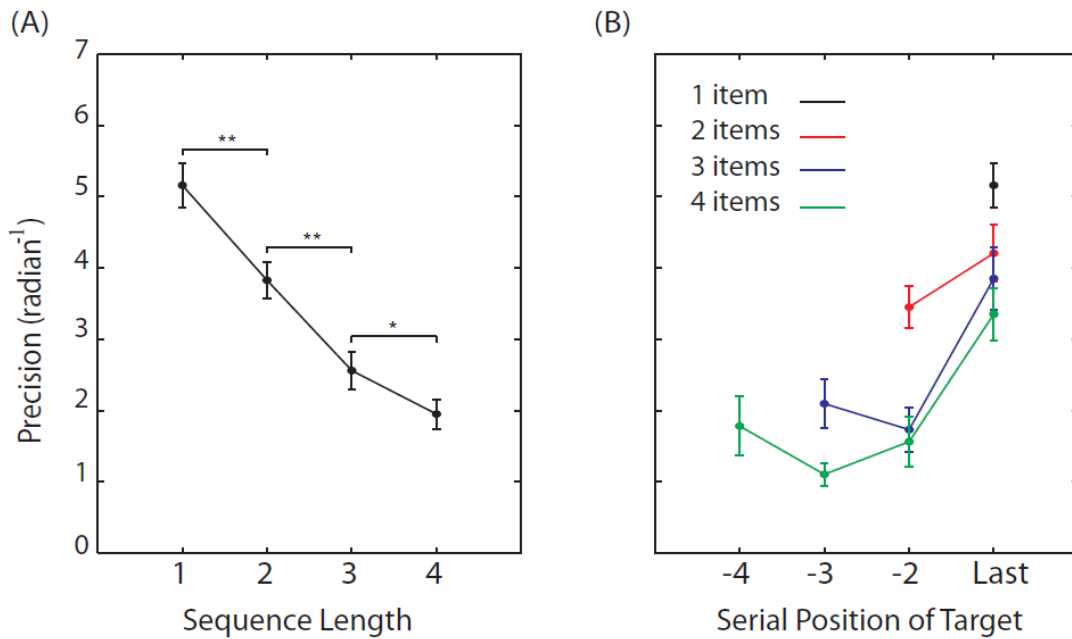 (A)
7
6
5
4
3
2
1
0
Precision (radian⁻¹)
**
**
*
1 2 3 4
Sequence Length
(B)
1 item
2 items
3 items
4 items
-4 -3 -2 Last
Serial Position of Target